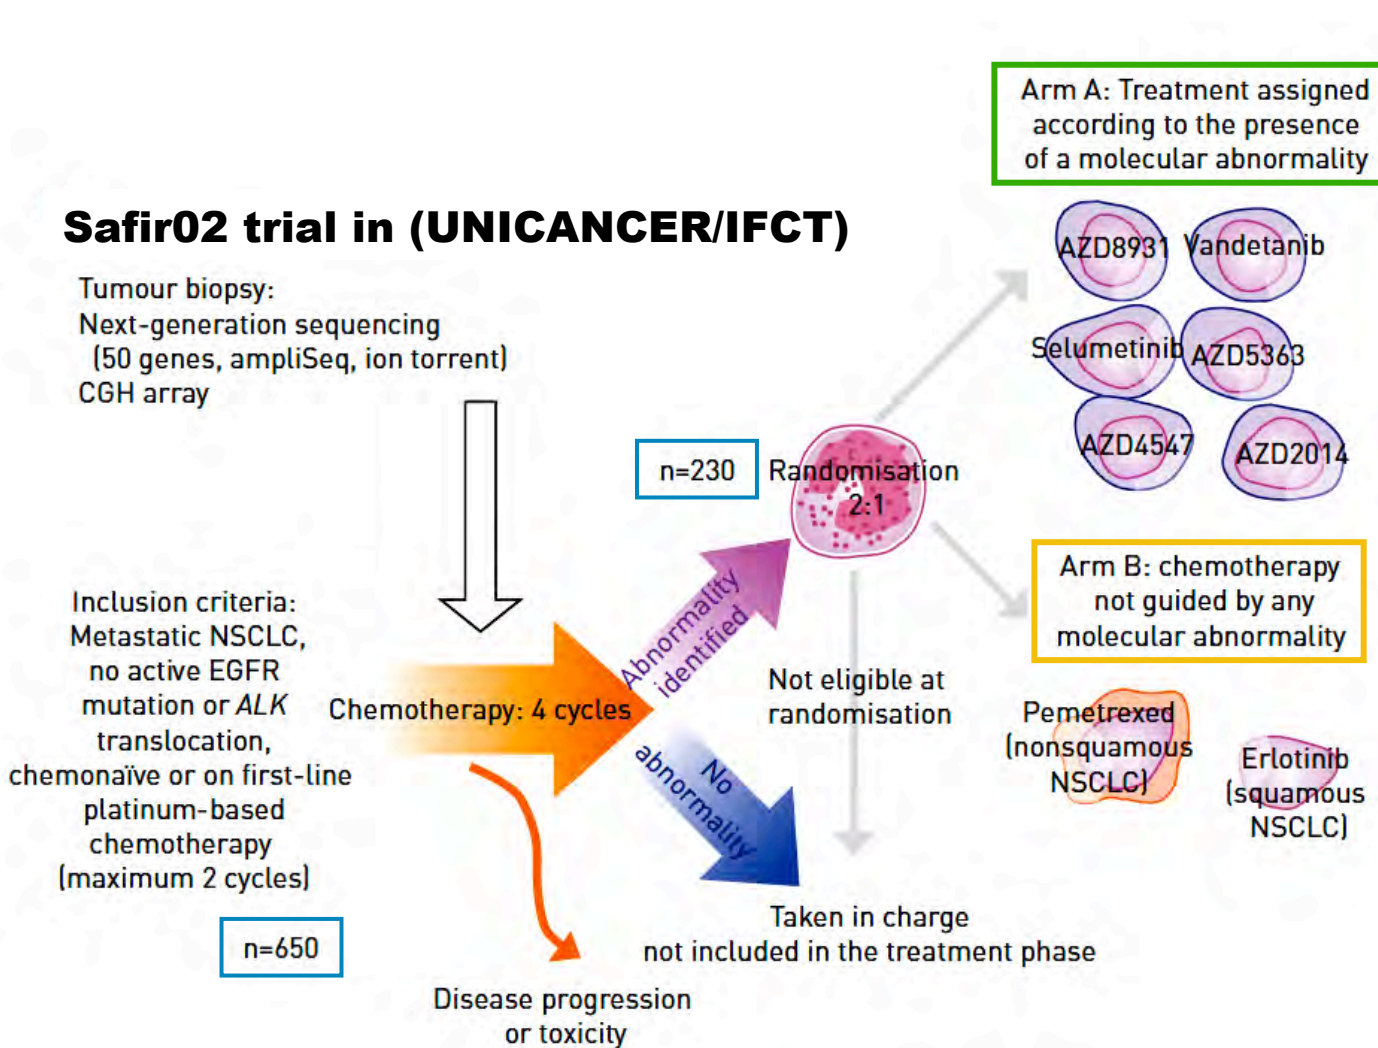 Safir02 trial in (UNICANCER/IFCT)
Tumour biopsy:
Next-generation sequencing
(50 genes, ampliSeq, ion torrent)
CGH array
Inclusion criteria:
Metastatic NSCLC,
no active EGFR
mutation or ALK
translocation,
chemonaïve or on first-line
platinum-based
chemotherapy
(maximum 2 cycles)
n=650
Chemotherapy: 4 cycles
Disease progression
or toxicity
Abnormality
identified
No
abnormality
n=230
Randomisation
2:1
Not eligible at
randomisation
Taken in charge
not included in the treatment phase
Arm A: Treatment assigned
according to the presence
of a molecular abnormality
AZD8931 Vandetanib
Selumetinib AZD5363
AZD4547 AZD2014
Arm B: chemotherapy
not guided by any
molecular abnormality
Pemetrexed
(nonsquamous
NSCLC)
Erlotinib
(squamous
NSCLC)